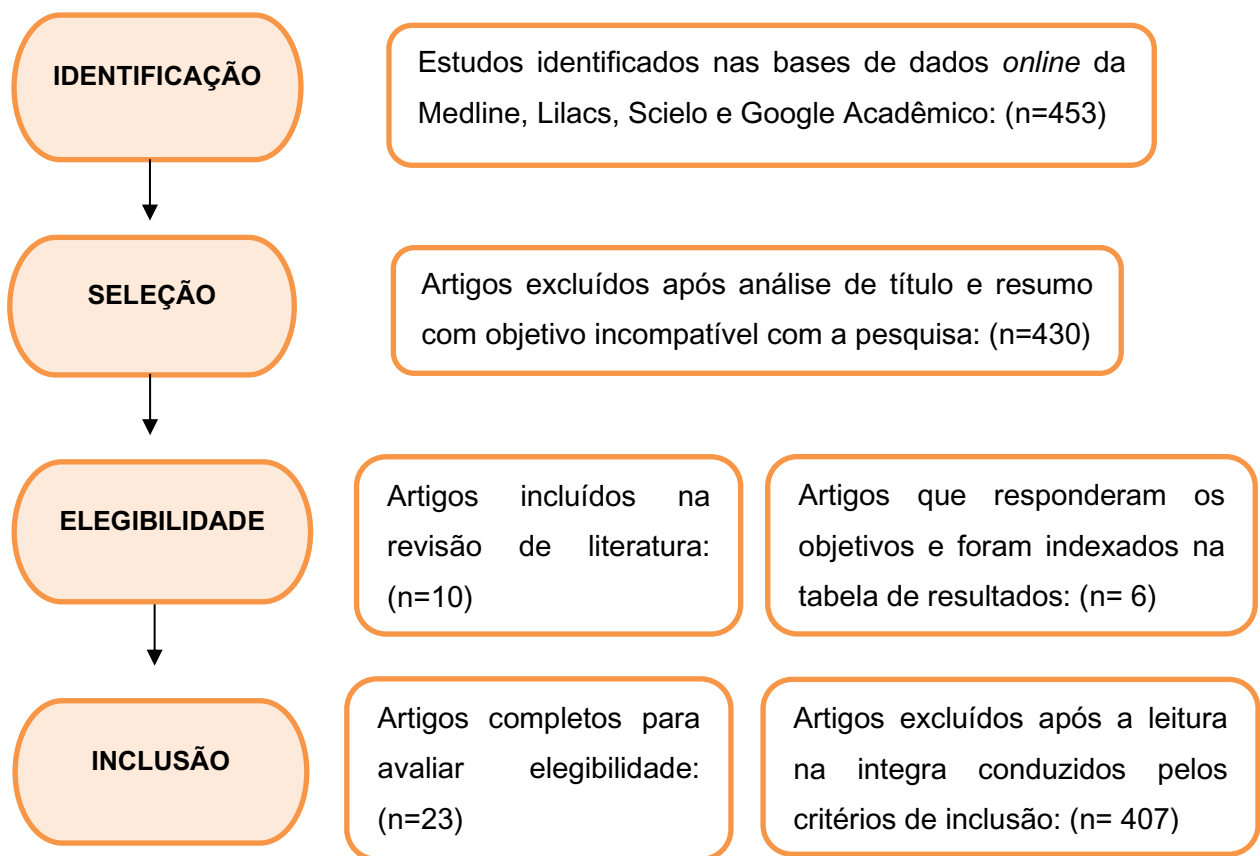 IDENTIFICAÇÃO
Estudos identificados nas bases de dados online da
Medline, Lilacs, Scielo e Google Acadêmico: (n=453)
SELEÇÃO
Artigos excluídos após análise de título e resumo
com objetivo incompatível com a pesquisa: (n=430)
ELEGIBILIDADE
Artigos incluídos na
revisão de literatura:
(n=10)
Artigos que responderam os
objetivos e foram indexados na
tabela de resultados: (n= 6)
INCLUSÃO
Artigos completos para
avaliar elegibilidade:
(n=23)
Artigos excluídos após a leitura
na integra conduzidos pelos
critérios de inclusão: (n= 407)